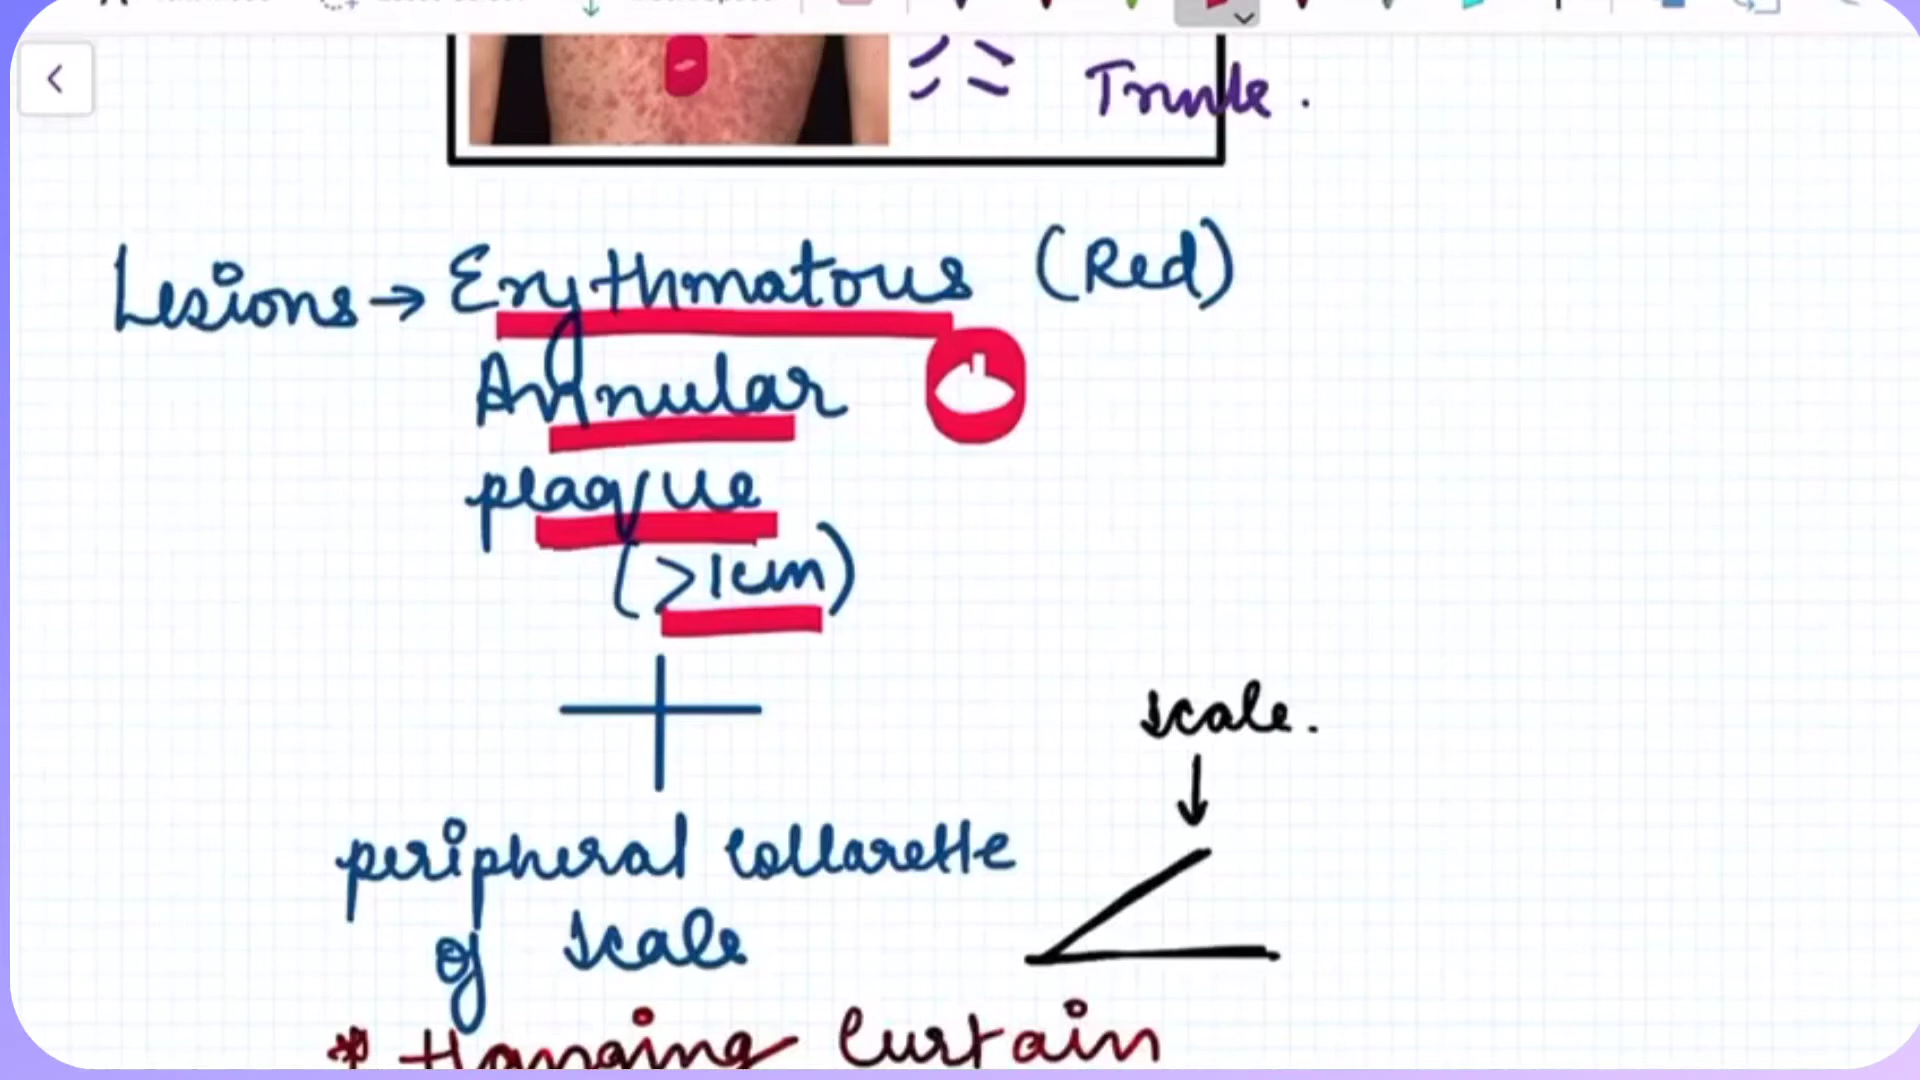 Trunk.
Lesions → Erythmatous (Red)
Annular
plaque
(>1cm)
+
scale.
↓
peripheral Collarette
of scale
* Hanging Curtain